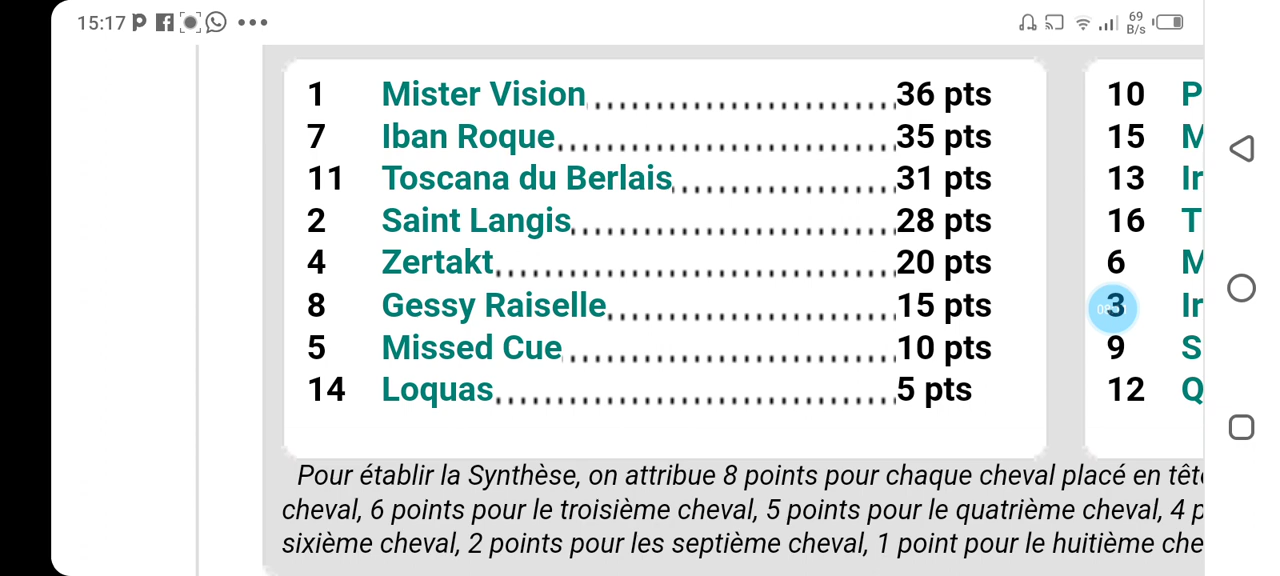 15:17
69
B/s
1 Mister Vision 36 pts
7 Iban Roque 35 pts
11 Toscana du Berlais 31 pts
2 Saint Langis 28 pts
4 Zertakt 20 pts
8 Gessy Raiselle 15 pts
5 Missed Cue 10 pts
14 Loquas 5 pts
10 P
15 M
13 Ir
16 T
6 M
3 Ir
9 S
12 Q
Pour établir la Synthèse, on attribue 8 points pour chaque cheval placé en têt
cheval, 6 points pour le troisième cheval, 5 points pour le quatrième cheval, 4 p
sixième cheval, 2 points pour les septième cheval, 1 point pour le huitième che